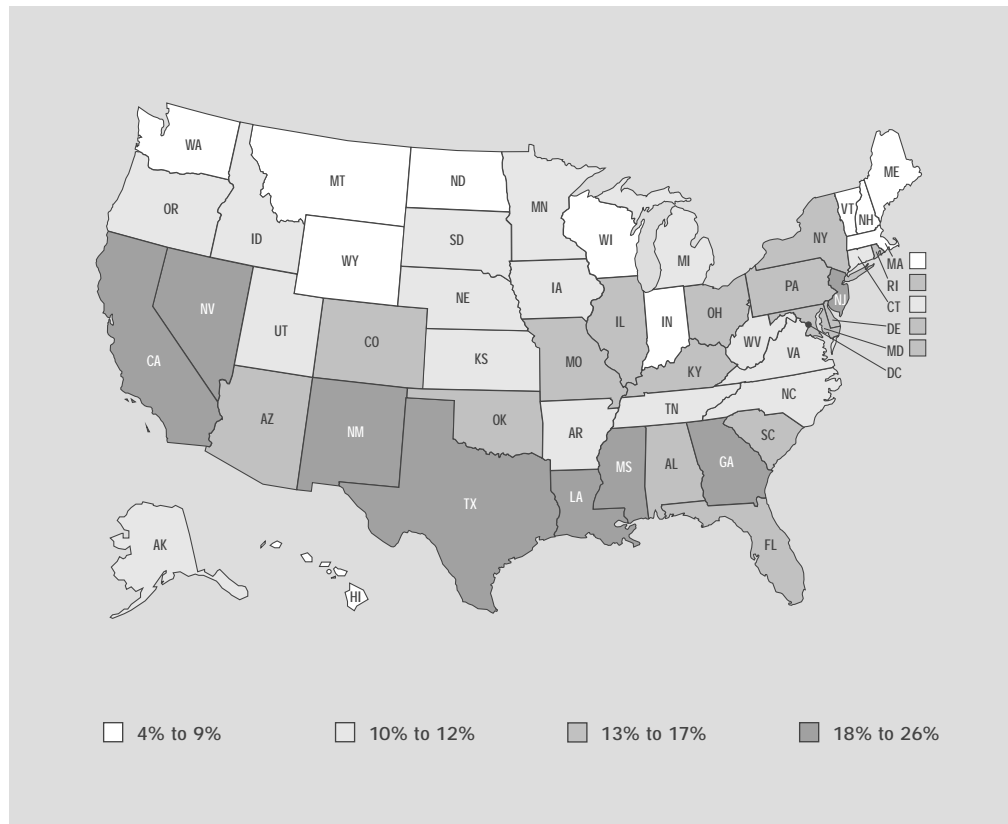 WA
ME
MT
ND
VT
MN
NH
OR
WI
NY
ID
SD
MA
WY
MI
RI
PA
IA
NE
NJ
CT
NV
OH
IL
IN
UT
DE
CO
WV
MD
VA
CA
KS
MO
KY
DC
NC
TN
AZ
OK
NM
AR
SC
MS
AL
GA
LA
TX
FL
AK
HI
4% to 9%
10% to 12%
13% to 17%
18% to 26%